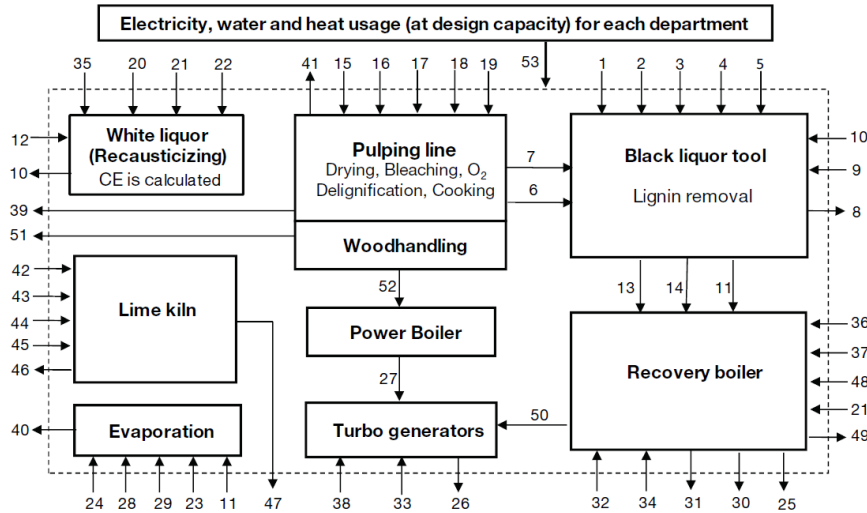 Electricity, water and heat usage (at design capacity) for each department
35 20 21 22 41 15 16 17 18 19 53 1 2 3 4 5
12
10
White liquor
(Recausticizing)
CE is calculated
Pulping line
Drying, Bleaching, O2
Delignification, Cooking
7
6
Black liquor tool
Lignin removal
10
9
8
39
51
Woodhandling
42
43
44
45
46
Lime kiln
52
Power Boiler
27
13 14 11
Recovery boiler
36
37
48
21
49
40
Evaporation
Turbo generators
50
24 28 29 23 11 47 38 33 26 32 34 31 30 25